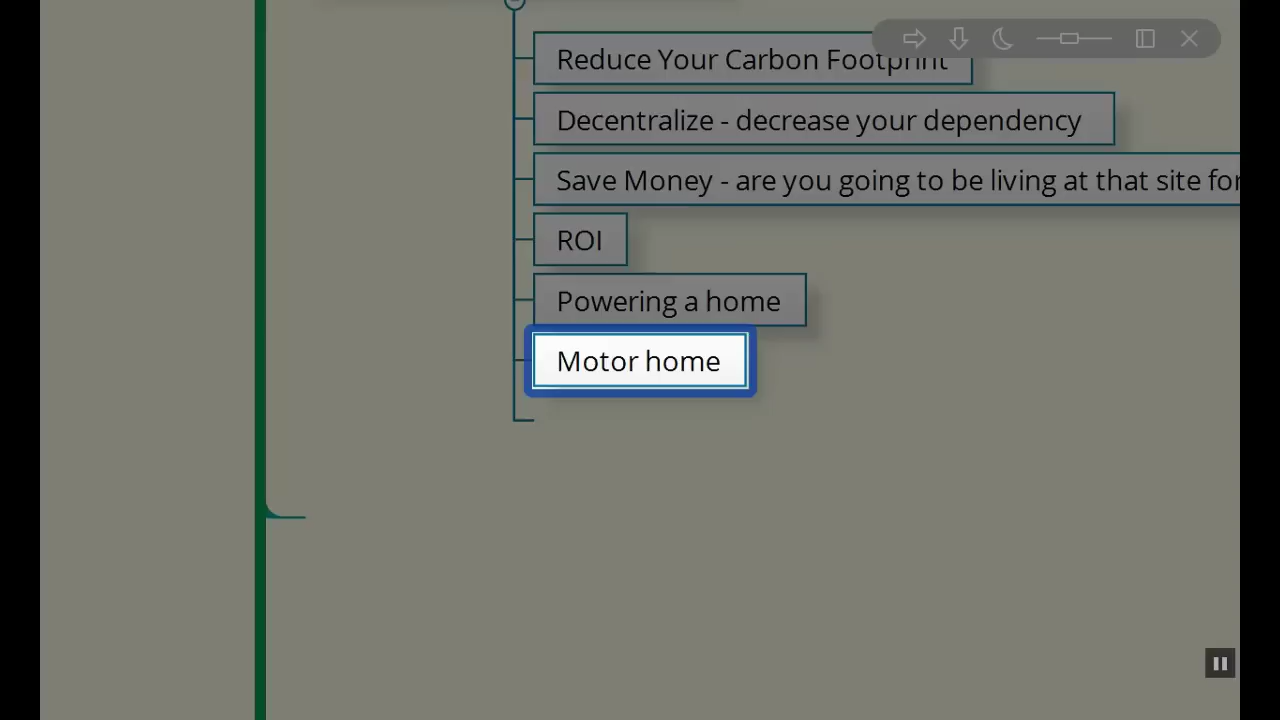 Reduce Your Carbon Footprint
Decentralize - decrease your dependency
Save Money - are you going to be living at that site for
ROI
Powering a home
Motor home